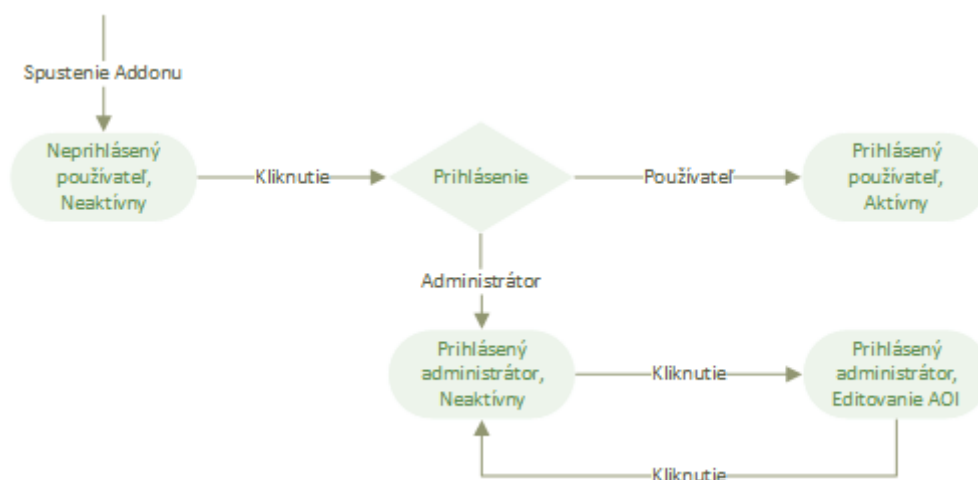 Spustenie Addonu
Neprihlásený
používateľ,
Neaktívny
Kliknutie
Prihlásenie
Používateľ
Prihlásený
používateľ,
Aktívny
Administrátor
Prihlásený
administrátor,
Neaktívny
Kliknutie
Prihlásený
administrátor,
Editovanie AOI
Kliknutie